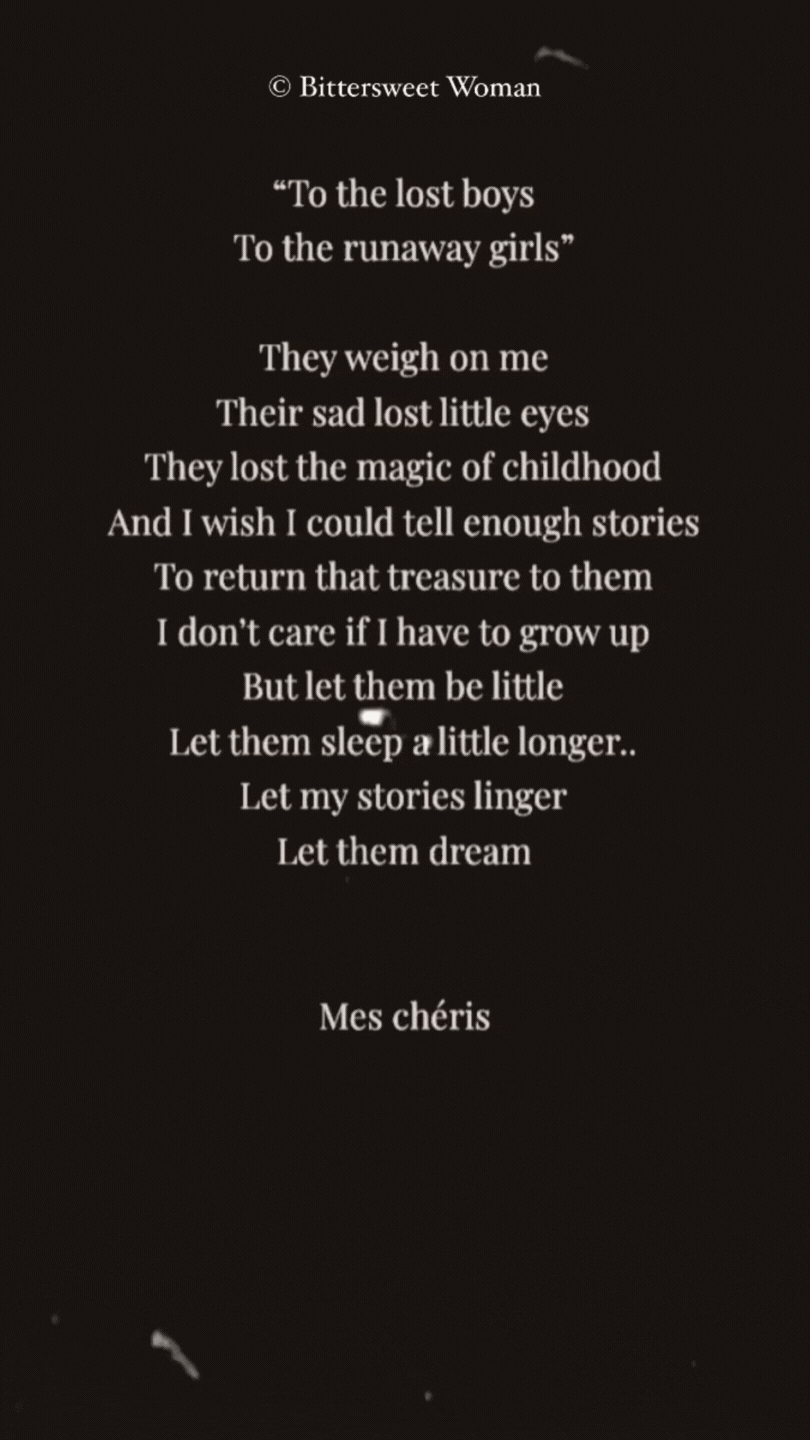 © Bittersweet Woman
“To the lost boys
To the runaway girls”
They weigh on me
Their sad lost little eyes
They lost the magic of childhood
And I wish I could tell enough stories
To return that treasure to them
I don’t care if I have to grow up
But let them be little
Let them sleep a little longer..
Let my stories linger
Let them dream
Mes chéris